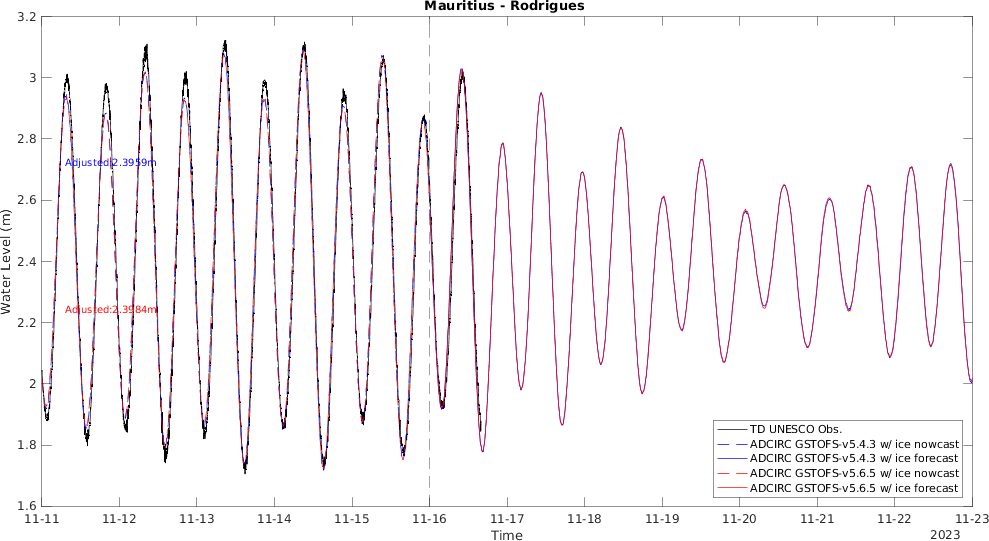 Mauritius - Rodrigues
3.2
3
2.8
2.6
2.4
2.2
2
1.8
1.6
Water Level (m)
Adjusted:2.3959m
Adjusted:2.3984m
TD UNESCO Obs.
ADCIRC GSTOFS-v5.4.3 w/ ice nowcast
ADCIRC GSTOFS-v5.4.3 w/ ice forecast
ADCIRC GSTOFS-v5.6.5 w/ ice nowcast
ADCIRC GSTOFS-v5.6.5 w/ ice forecast
11-11 11-12 11-13 11-14 11-15 11-16 11-17 11-18 11-19 11-20 11-21 11-22 11-23
Time
2023